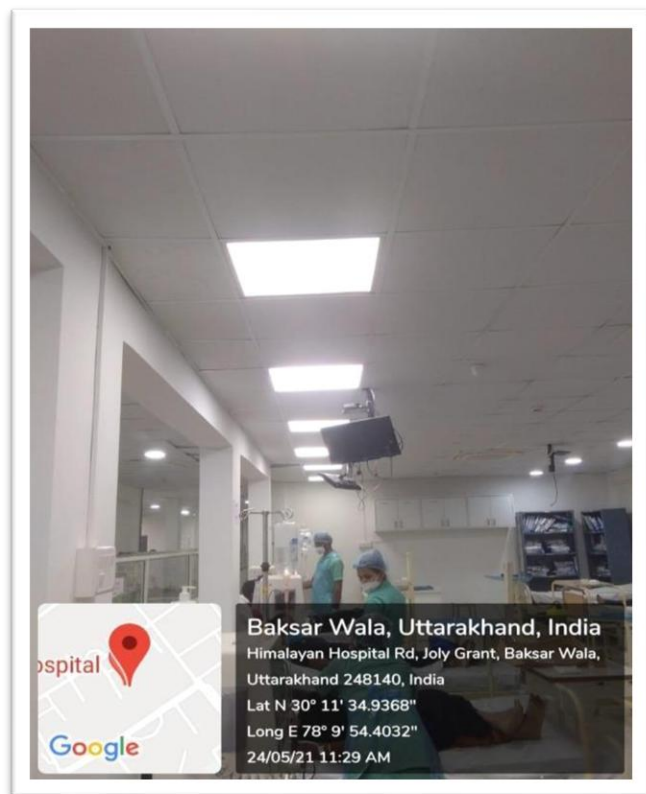 ospital
Google
Baksar Wala, Uttarakhand, India
Himalayan Hospital Rd, Joly Grant, Baksar Wala,
Uttarakhand 248140, India
Lat N 30° 11' 34.9368"
Long E 78° 9' 54.4032"
24/05/21 11:29 AM